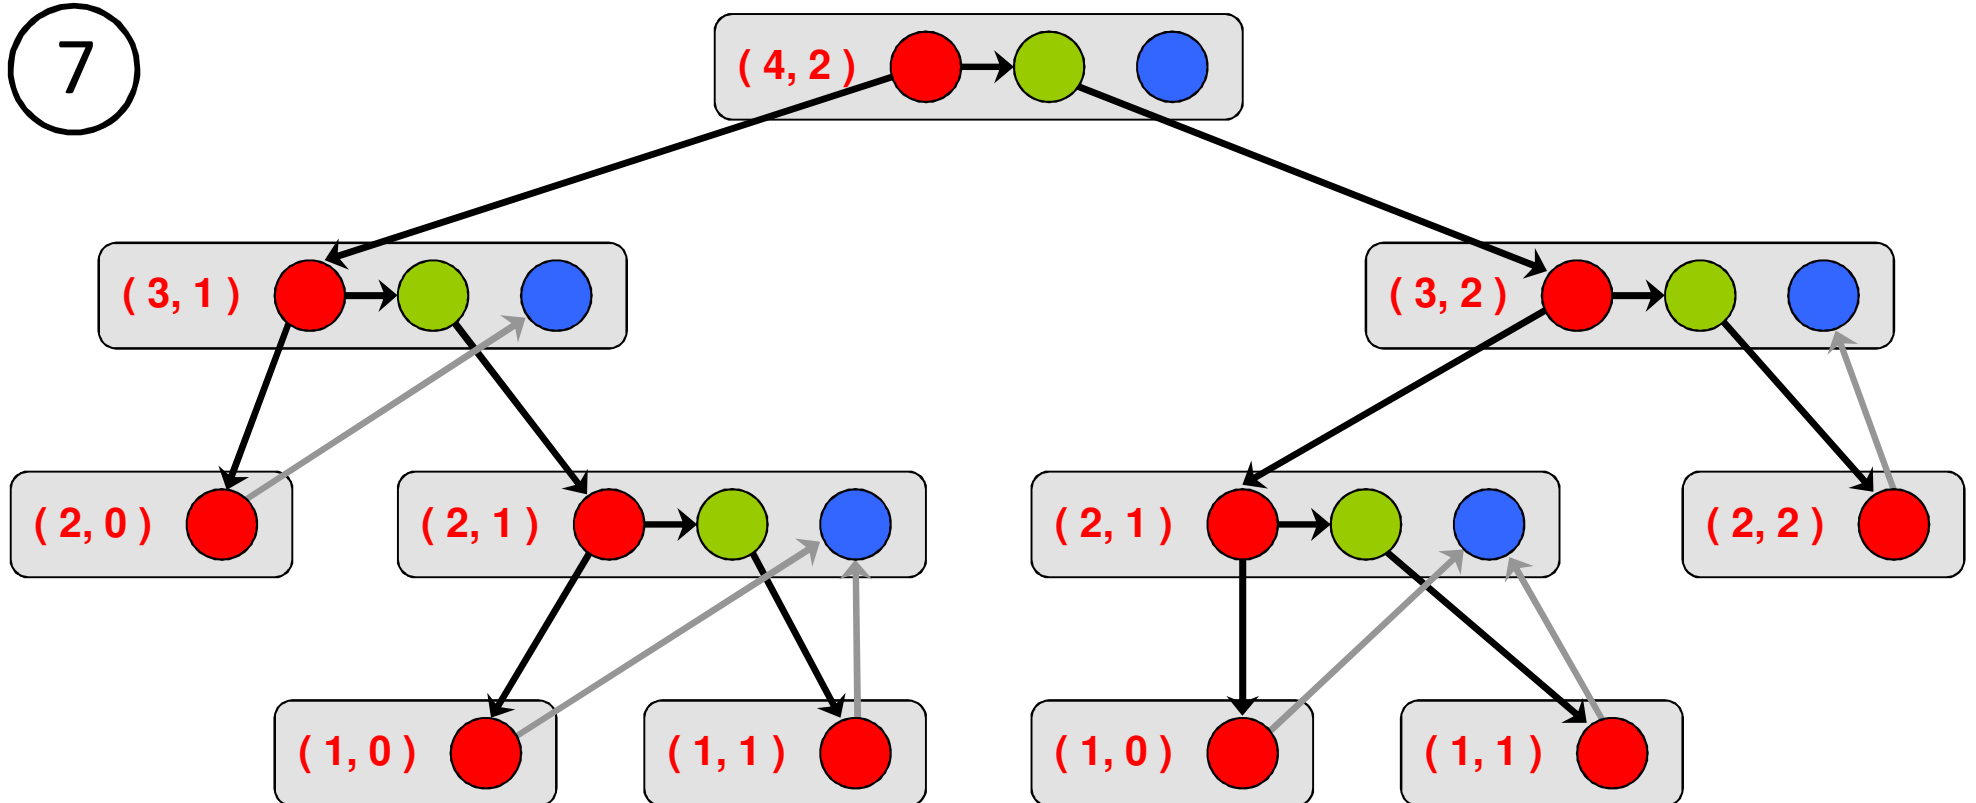 7
( 4, 2 )
( 3, 1 )
( 3, 2 )
( 2, 0 )
( 2, 1 )
( 2, 1 )
( 2, 2 )
( 1, 0 )
( 1, 1 )
( 1, 0 )
( 1, 1 )